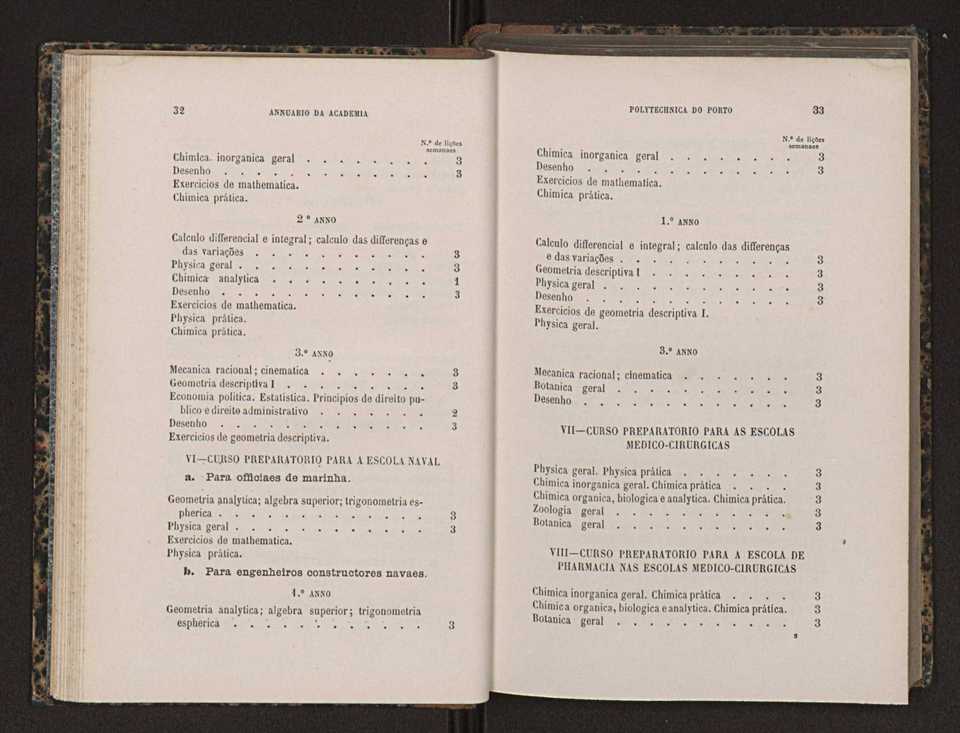 32 ANNUARIO DA ACADEMIA
N.º de lições
semanaes
Chimica. inorganica geral . . . . . . . . 3
Desenho . . . . . . . . . . . . . 3
Exercicios de mathematica.
Chimica prática.
2º ANNO
Calculo differencial e integral; calculo das differenças e
das variações . . . . . . . . . . . 3
Physica geral . . . . . . . . . . . . 3
Chimica analytica . . . . . . . . . . 1
Desenho . . . . . . . . . . . . . 3
Exercicios de mathematica.
Physica prática.
Chimica prática.
3.º ANNO
Mecanica racional; cinematica . . . . . . . 3
Geometria descriptiva I . . . . . . . . . 3
Economia politica. Estatistica. Principios de direito pu-
blico e direito administrativo . . . . . . . 2
Desenho . . . . . . . . . . . . . 3
Exercicios de geometria descriptiva.
VI—CURSO PREPARATORIO PARA A ESCOLA NAVAL
a. Para officiaes de marinha.
Geometria analytica; algebra superior; trigonometria es-
pherica . . . . . . . . . . . . . 3
Physica geral . . . . . . . . . . . . 3
Exercicios de mathematica.
Physica prática.
b. Para engenheiros constructores navaes.
1.º ANNO
Geometria analytica; algebra superior; trigonometria
espherica . . . . . . . . . . . . 3
POLYTECHNICA DO PORTO 33
N.º de lições
semanaes
Chimica inorganica geral . . . . . . . . 3
Desenho . . . . . . . . . . . . . 3
Exercicios de mathematica.
Chimica prática.
1.º ANNO
Calculo differencial e integral; calculo das differenças
e das variações . . . . . . . . . . . 3
Geometria descriptiva I . . . . . . . . . 3
Physica geral . . . . . . . . . . . . 3
Desenho . . . . . . . . . . . . . 3
Exercicios de geometria descriptiva I.
Physica geral.
3.º ANNO
Mecanica racional; cinematica . . . . . . . 3
Botanica geral . . . . . . . . . . . 3
Desenho . . . . . . . . . . . . . 3
VII—CURSO PREPARATORIO PARA AS ESCOLAS
MEDICO-CIRURGICAS
Physica geral. Physica prática . . . . . . . 3
Chimica inorganica geral. Chimica prática . . . . 3
Chimica organica, biologica e analytica. Chimica prática. 3
Zoologia geral . . . . . . . . . . . 3
Botanica geral . . . . . . . . . . . 3
VIII—CURSO PREPARATORIO PARA A ESCOLA DE
PHARMACIA NAS ESCOLAS MEDICO-CIRURGICAS
Chimica inorganica geral. Chimica prática . . . . 3
Chimica organica, biologica e analytica. Chimica prática. 3
Botanica geral . . . . . . . . . . . 3